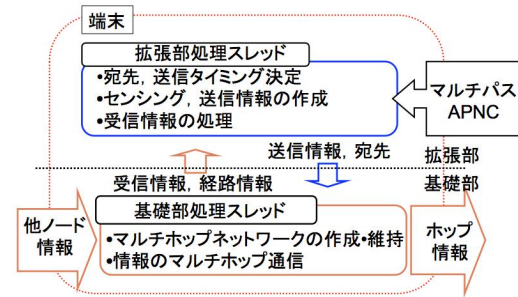 端末
拡張部処理スレッド
•宛先, 送信タイミング決定
•センシング, 送信情報の作成
•受信情報の処理
マルチパス
APNC
送信情報, 宛先
拡張部
受信情報, 経路情報
基礎部
基礎部処理スレッド
他ノード
情報
•マルチホップネットワークの作成•維持
•情報のマルチホップ通信
ホップ
情報